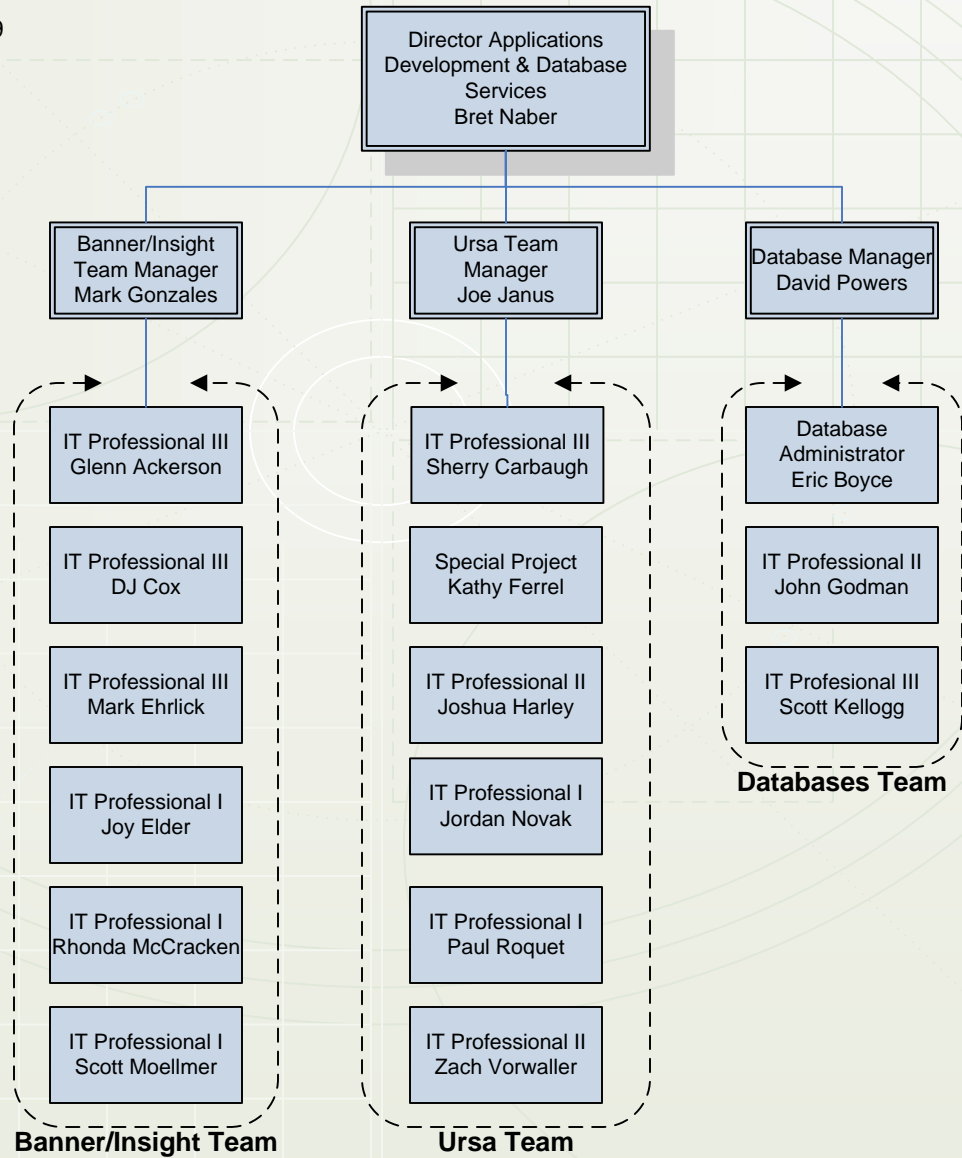 9
Director Applications
Development & Database
Services
Bret Naber
Banner/Insight
Team Manager
Mark Gonzales
Ursa Team
Manager
Joe Janus
Database Manager
David Powers
IT Professional III
Glenn Ackerson
IT Professional III
DJ Cox
IT Professional III
Mark Ehrlick
IT Professional I
Joy Elder
IT Professional I
Rhonda McCracken
IT Professional I
Scott Moellmer
Banner/Insight Team
IT Professional III
Sherry Carbaugh
Special Project
Kathy Ferrel
IT Professional II
Joshua Harley
IT Professional I
Jordan Novak
IT Professional I
Paul Roquet
IT Professional II
Zach Vorwaller
Ursa Team
Database
Administrator
Eric Boyce
IT Professional II
John Godman
IT Profesional III
Scott Kellogg
Databases Team